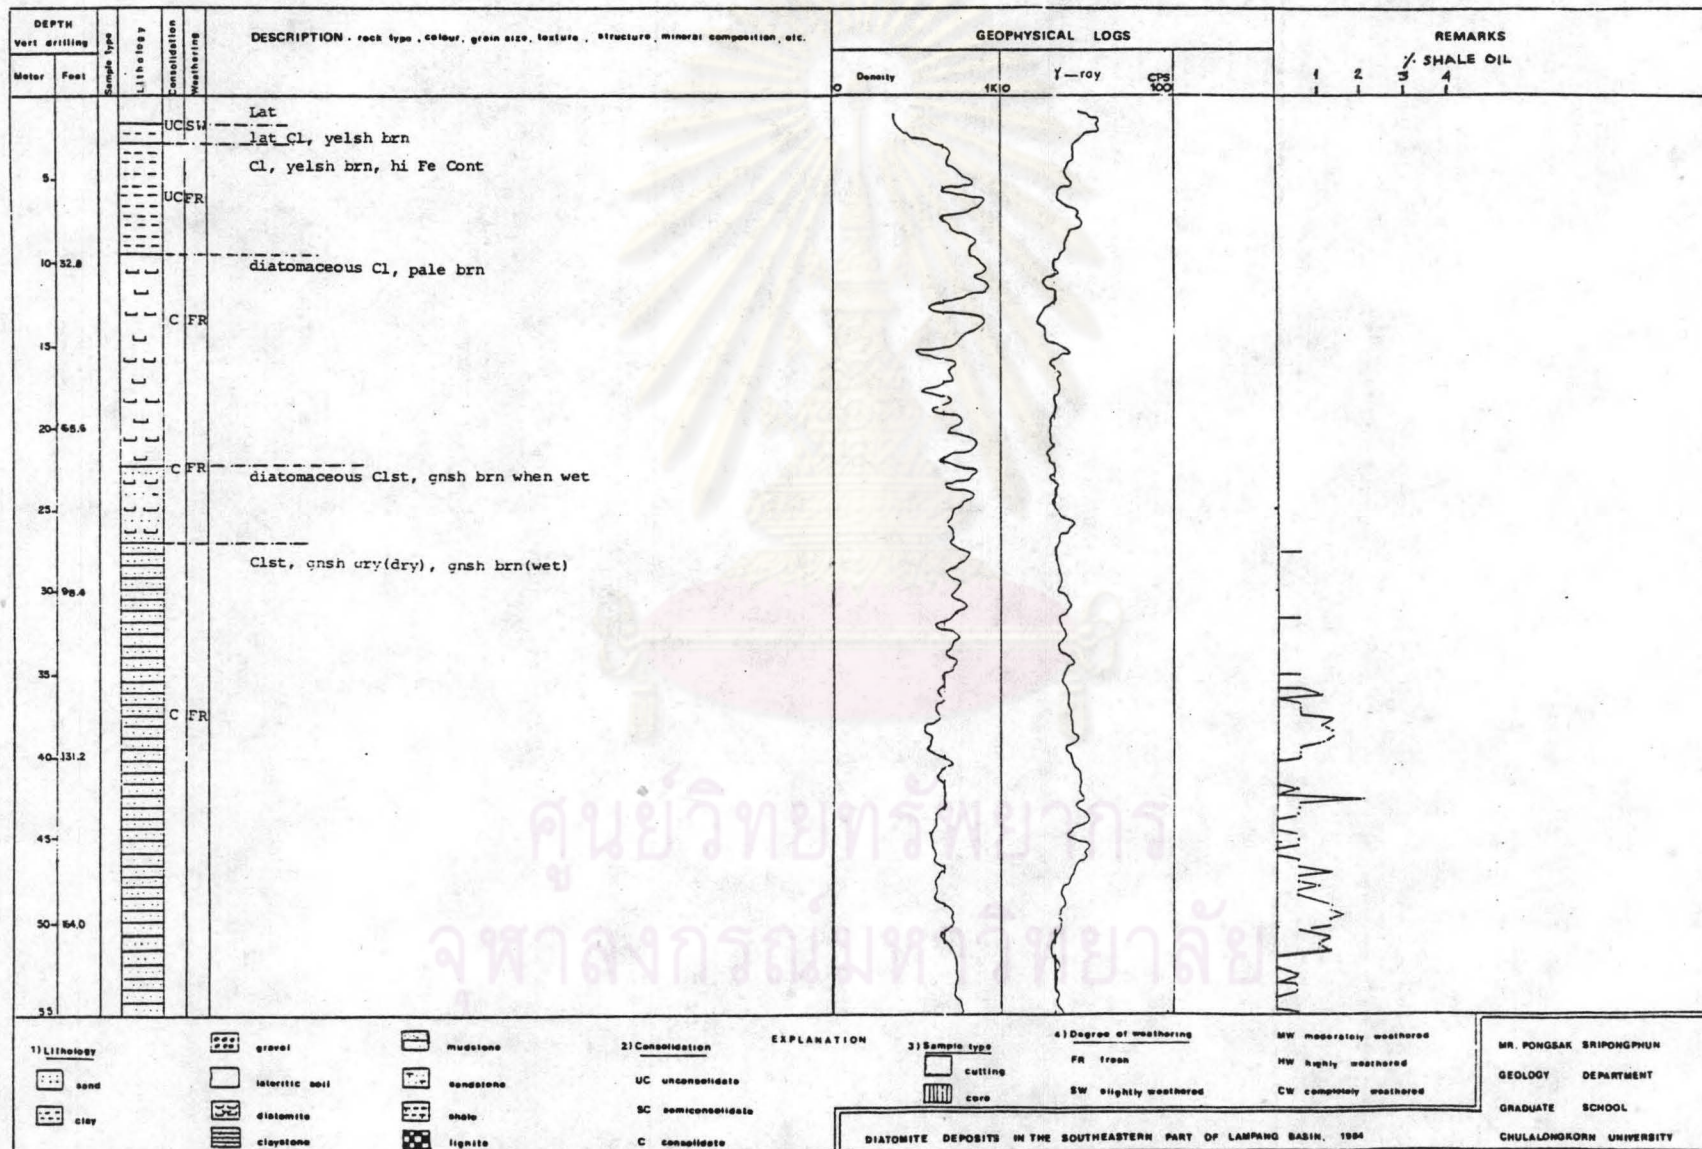 DEPTH
Vert drilling
Meter Feet
Sample type
Lithology
Consolidation
Weathering
DESCRIPTION - rock type, colour, grain size, texture, structure, mineral composition, etc.
GEOPHYSICAL LOGS
Density
0 1K
γ—ray CPS
0 100
REMARKS
% SHALE OIL
1 2 3 4
Lat
UC SW
lat Cl, yelsh brn
Cl, yelsh brn, hi Fe Cont
5
UC FR
10 32.8
diatomaceous Cl, pale brn
C FR
15
20 65.6
C FR
diatomaceous Clst, gnsh brn when wet
25
Clst, gnsh gry(dry), gnsh brn(wet)
30 98.4
35
C FR
40 131.2
45
50 164.0
55
ศูนย์วิทยทรัพยากร
จุฬาลงกรณ์มหาวิทยาลัย
EXPLANATION
1) Lithology
sand
clay
gravel
lateritic soil
diatomite
claystone
mudstone
sandstone
shale
lignite
2) Consolidation
UC unconsolidate
SC semiconsolidate
C consolidate
3) Sample type
cutting
core
4) Degree of weathering
FR fresh
SW slightly weathered
MW moderately weathered
HW highly weathered
CW completely weathered
DIATOMITE DEPOSITS IN THE SOUTHEASTERN PART OF LAMPANG BASIN, 1984
MR. PONGSAK SRIPONGPHUN
GEOLOGY DEPARTMENT
GRADUATE SCHOOL
CHULALONGKORN UNIVERSITY